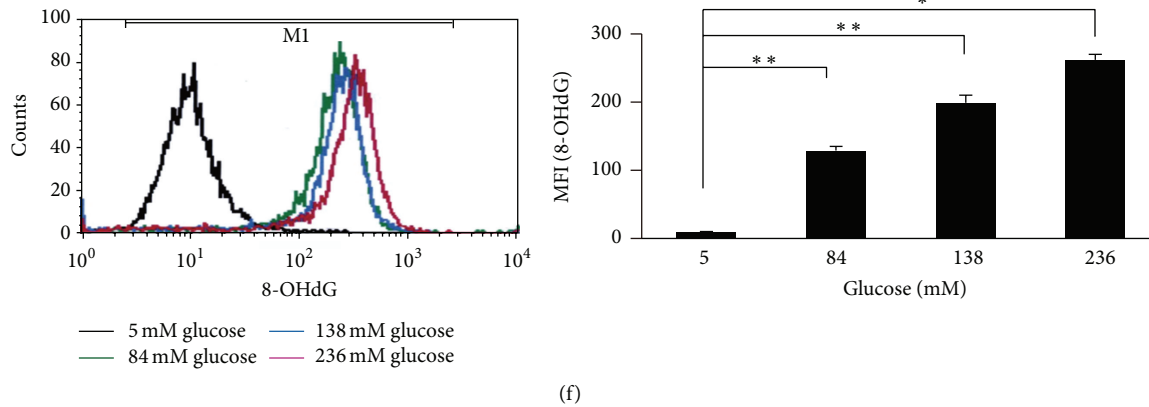 100
80
60
40
20
0
Counts
M1
10^0 10^1 10^2 10^3 10^4
8-OHdG
5 mM glucose
84 mM glucose
138 mM glucose
236 mM glucose
300
200
100
0
MFI (8-OHdG)
*
* *
* *
5 84 138 236
Glucose (mM)
(f)